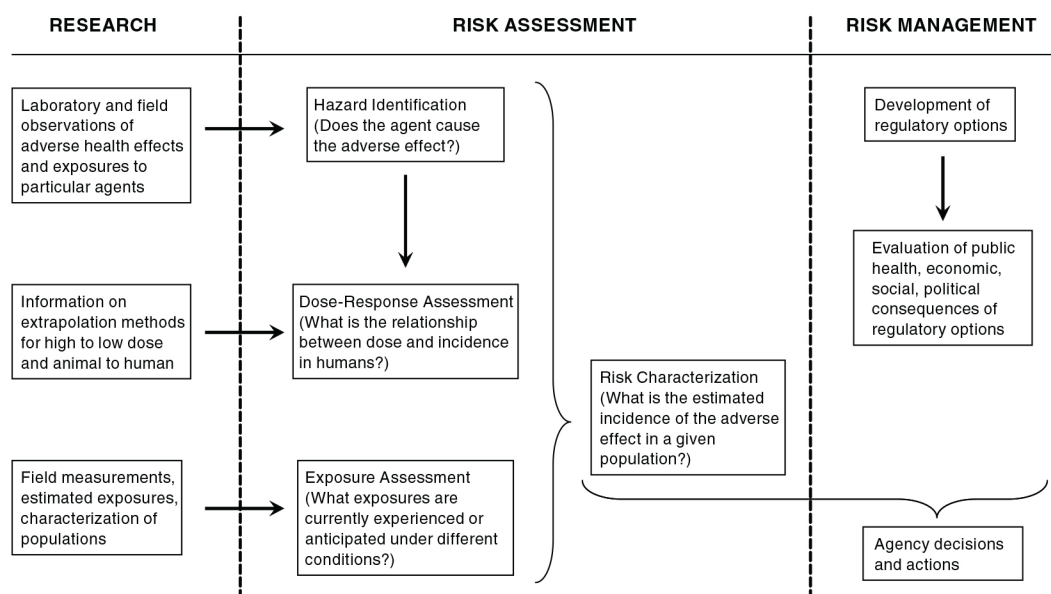 RESEARCH
RISK ASSESSMENT
RISK MANAGEMENT
Laboratory and field
observations of
adverse health effects
and exposures to
particular agents
Hazard Identification
(Does the agent cause
the adverse effect?)
Development of
regulatory options
Evaluation of public
health, economic,
social, political
consequences of
regulatory options
Information on
extrapolation methods
for high to low dose
and animal to human
Dose-Response Assessment
(What is the relationship
between dose and incidence
in humans?)
Risk Characterization
(What is the estimated
incidence of the adverse
effect in a given
population?)
Field measurements,
estimated exposures,
characterization of
populations
Exposure Assessment
(What exposures are
currently experienced or
anticipated under different
conditions?)
Agency decisions
and actions